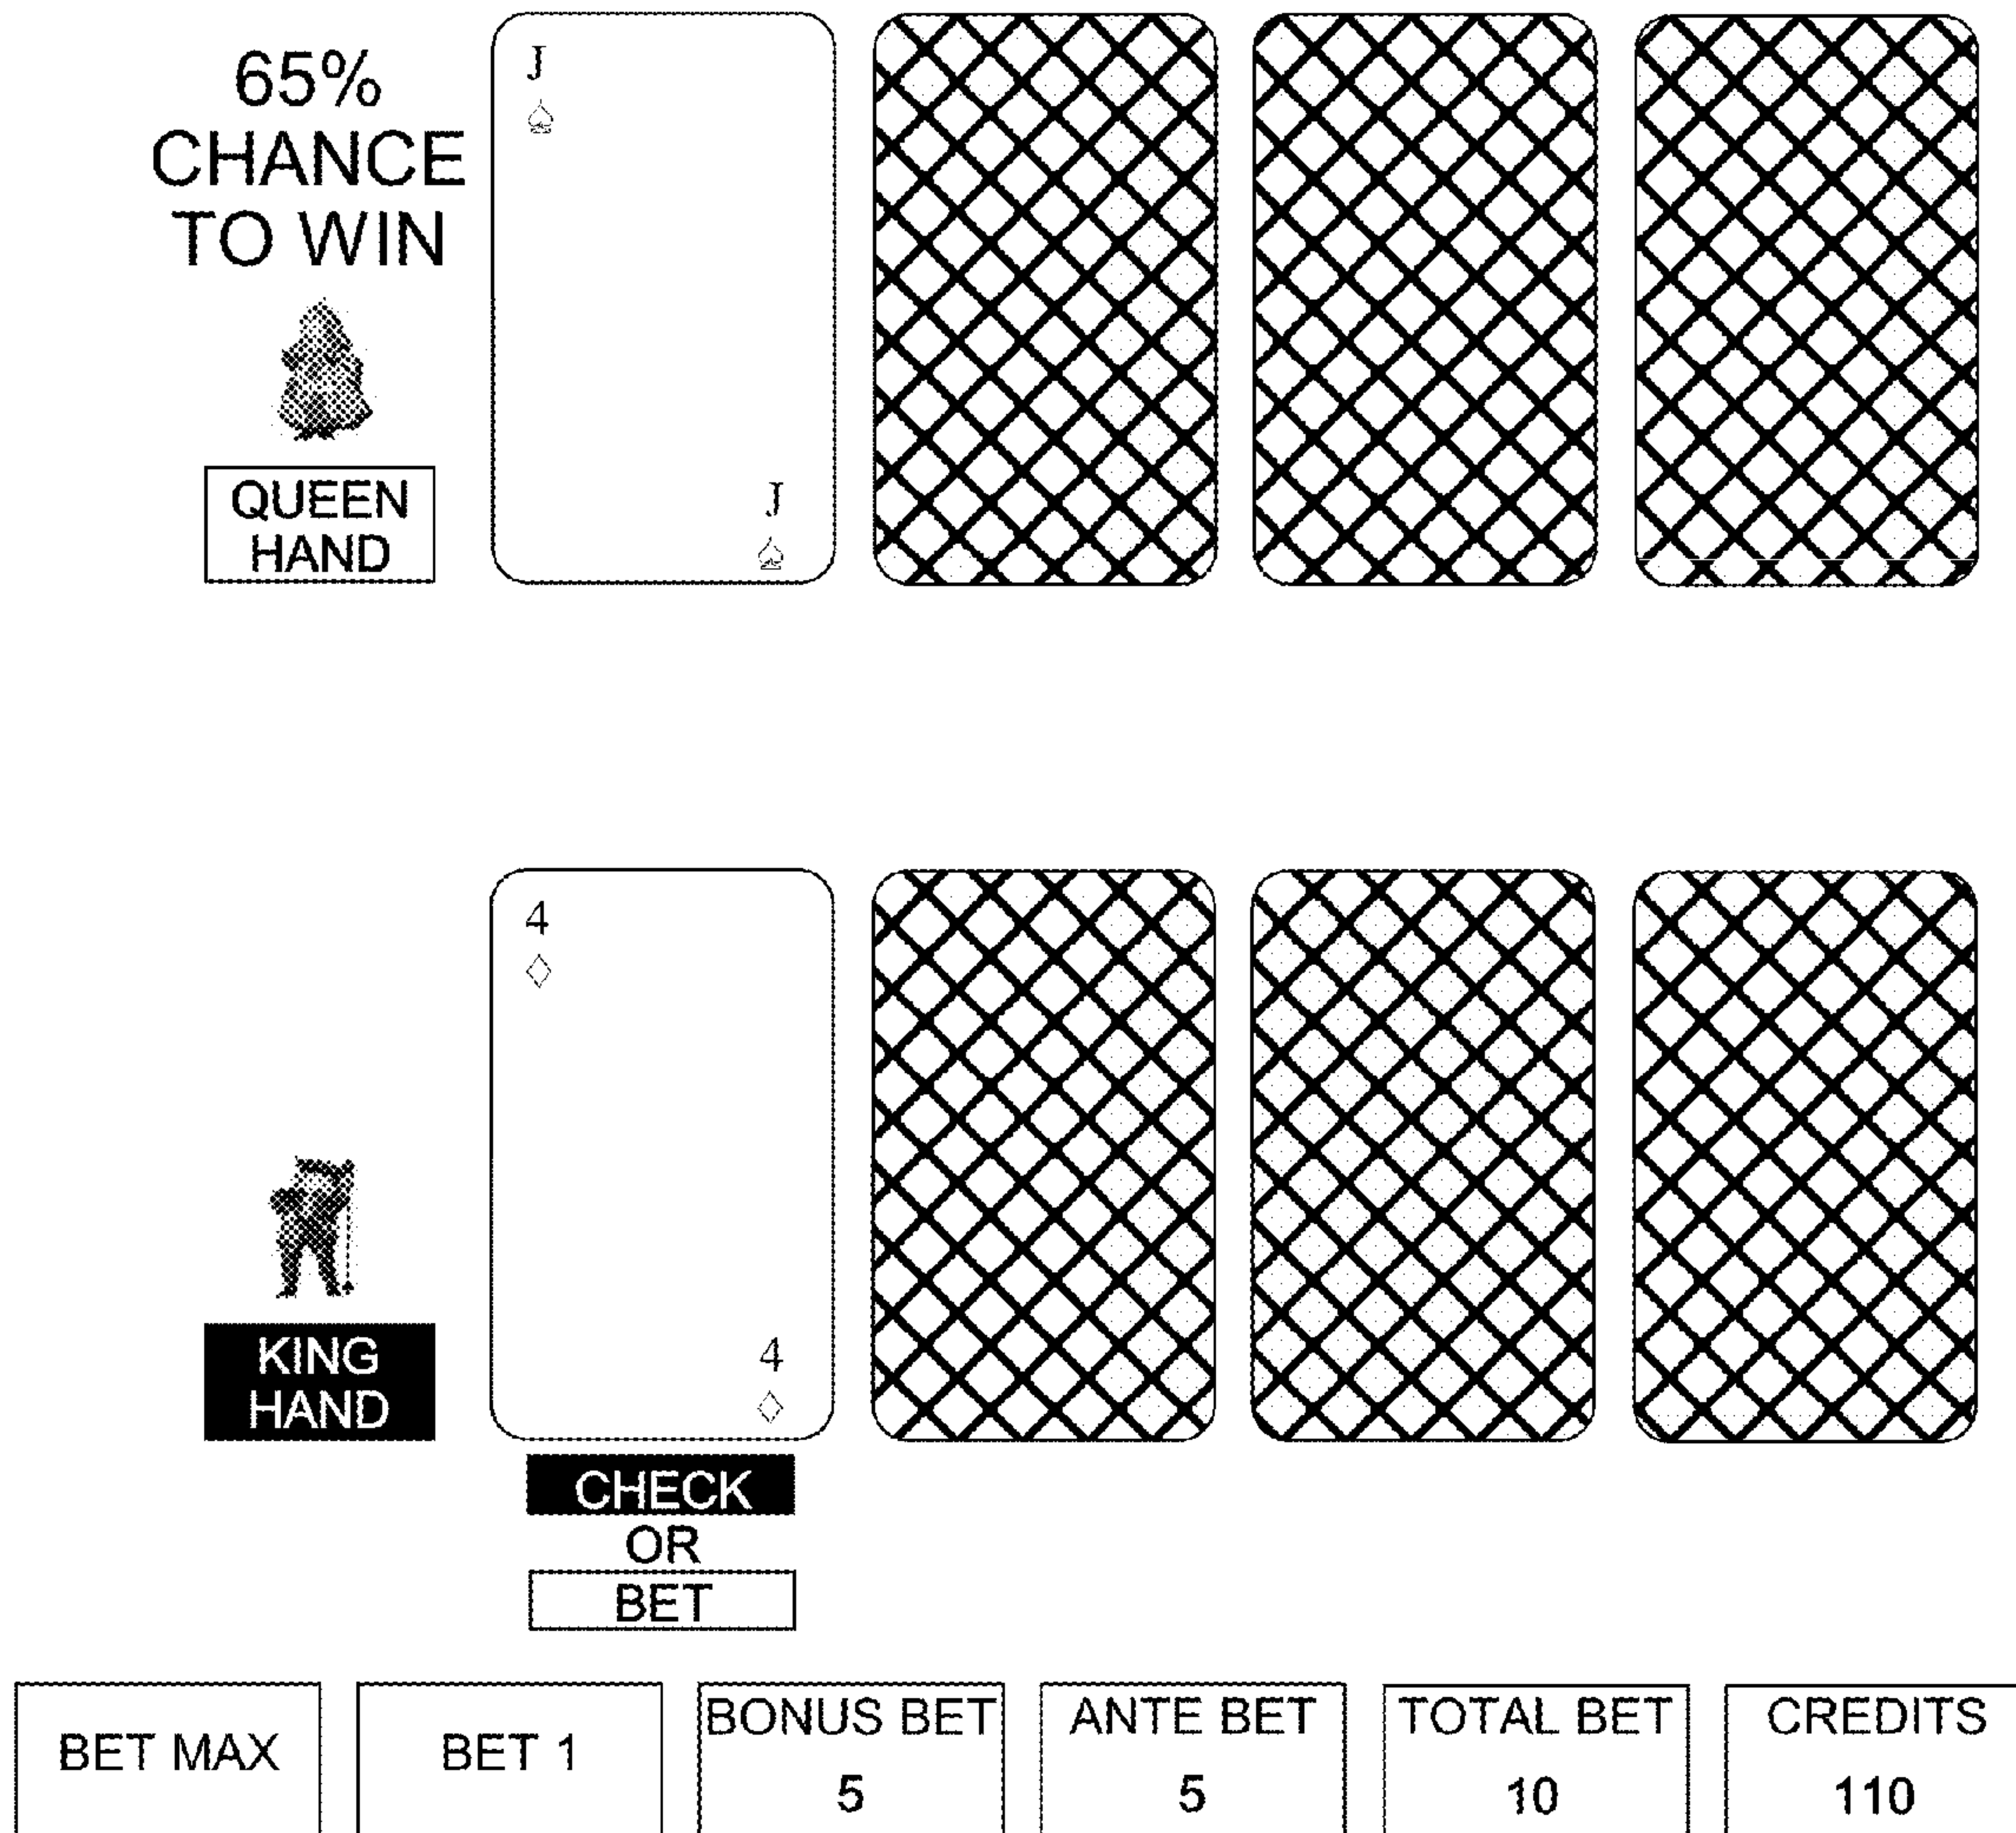 65%
CHANCE
TO WIN
QUEEN
HAND
J
J
KING
HAND
4
4
CHECK
OR
BET
BET MAX
BET 1
BONUS BET
5
ANTE BET
5
TOTAL BET
10
CREDITS
110